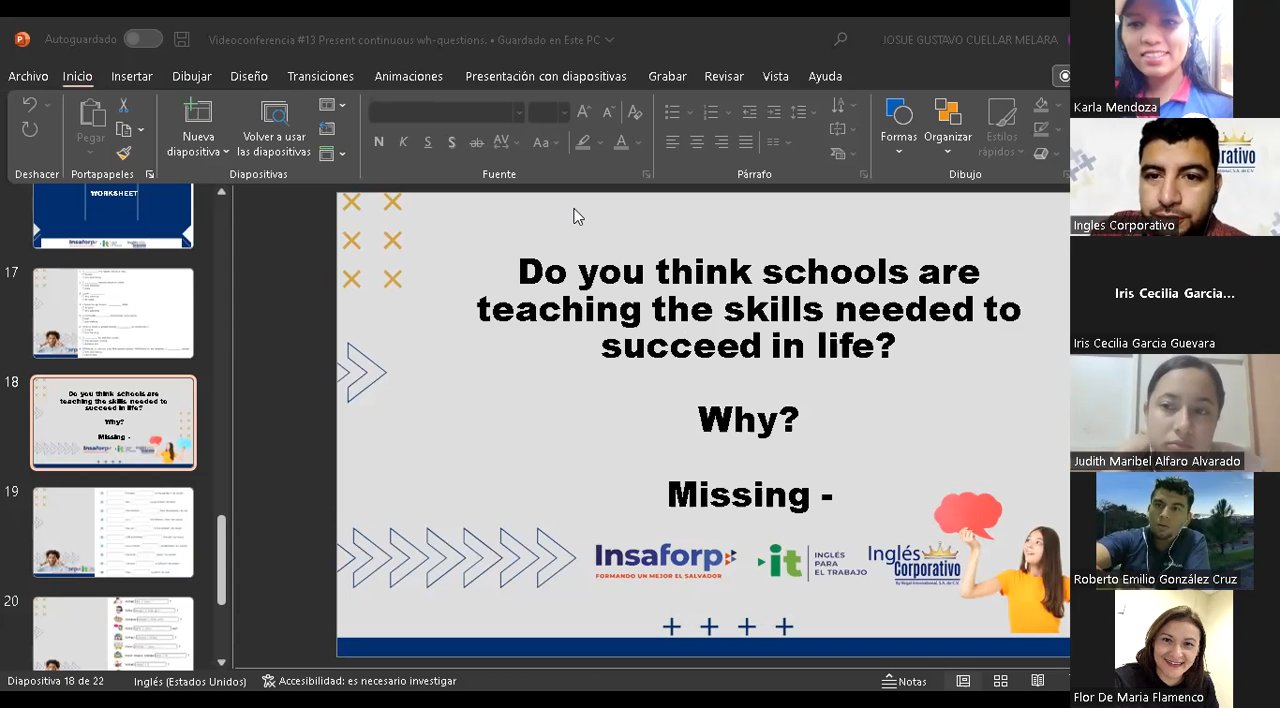 Autoguardado
Videoconferencia #13 Present continuous wh-questions. • Guardado en Este PC
JOSUE GUSTAVO CUELLAR MELARA
Archivo Inicio Insertar Dibujar Diseño Transiciones Animaciones Presentación con diapositivas Grabar Revisar Vista Ayuda
Pegar
Nueva diapositiva
Volver a usar las diapositivas
N K S S ab AV Aa A
Formas Organizar Estilos rápidos
Deshacer Portapapeles Diapositivas Fuente Párrafo Dibujo
WORKSHEET
17
18
Do you think schools are
teaching the skills needed to
succeed in life?
Why?
Missing -
19
20
Do you think schools are
teaching the skills needed to
succeed in life?
Why?
Missing -
insaforp
FORMANDO UN MEJOR EL SALVADOR
it
INGLÉS
PARA
EL TRABAJO
Inglés
Corporativo
Diapositiva 18 de 22
Inglés (Estados Unidos)
Accesibilidad: es necesario investigar
Notas
Karla Mendoza
Ingles Corporativo
Iris Cecilia Garcia...
Iris Cecilia Garcia Guevara
Judith Maribel Alfaro Alvarado
Roberto Emilio González Cruz
Flor De Maria Flamenco